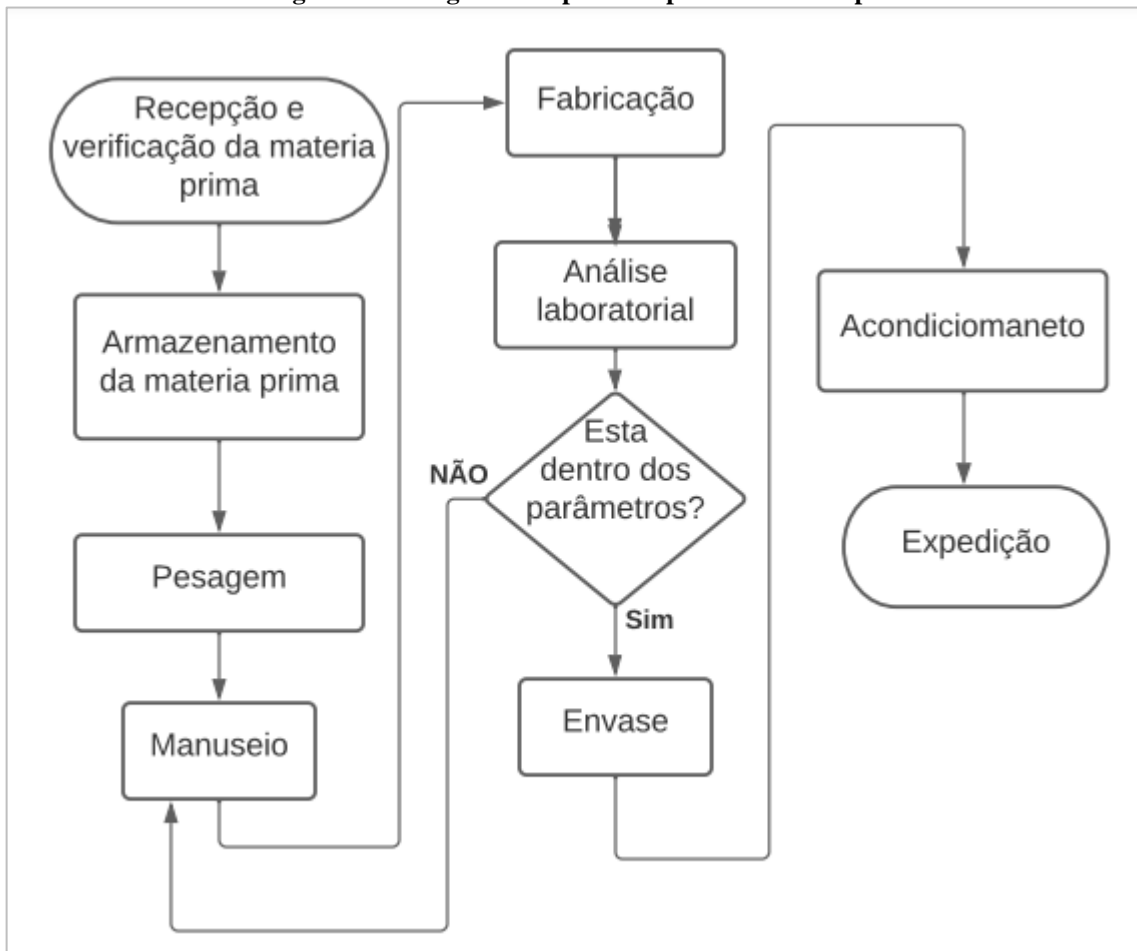 Recepção e
verificação da materia
prima
Armazenamento
da materia prima
Pesagem
Manuseio
Fabricação
Análise
laboratorial
Esta
dentro dos
parâmetros?
NÃO
Sim
Envase
Acondiciomaneto
Expedição